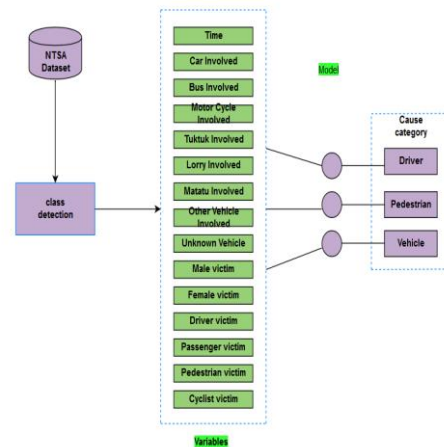 NTSA
Dataset
class
detection
Time
Car Involved
Bus Involved
Motor Cycle
Involved
Tuktuk Involved
Lorry Involved
Matatu Involved
Other Vehicle
Involved
Unknown Vehicle
Male victim
Female victim
Driver victim
Passenger victim
Pedestrian victim
Cyclist victim
Variables
Model
Cause
category
Driver
Pedestrian
Vehicle